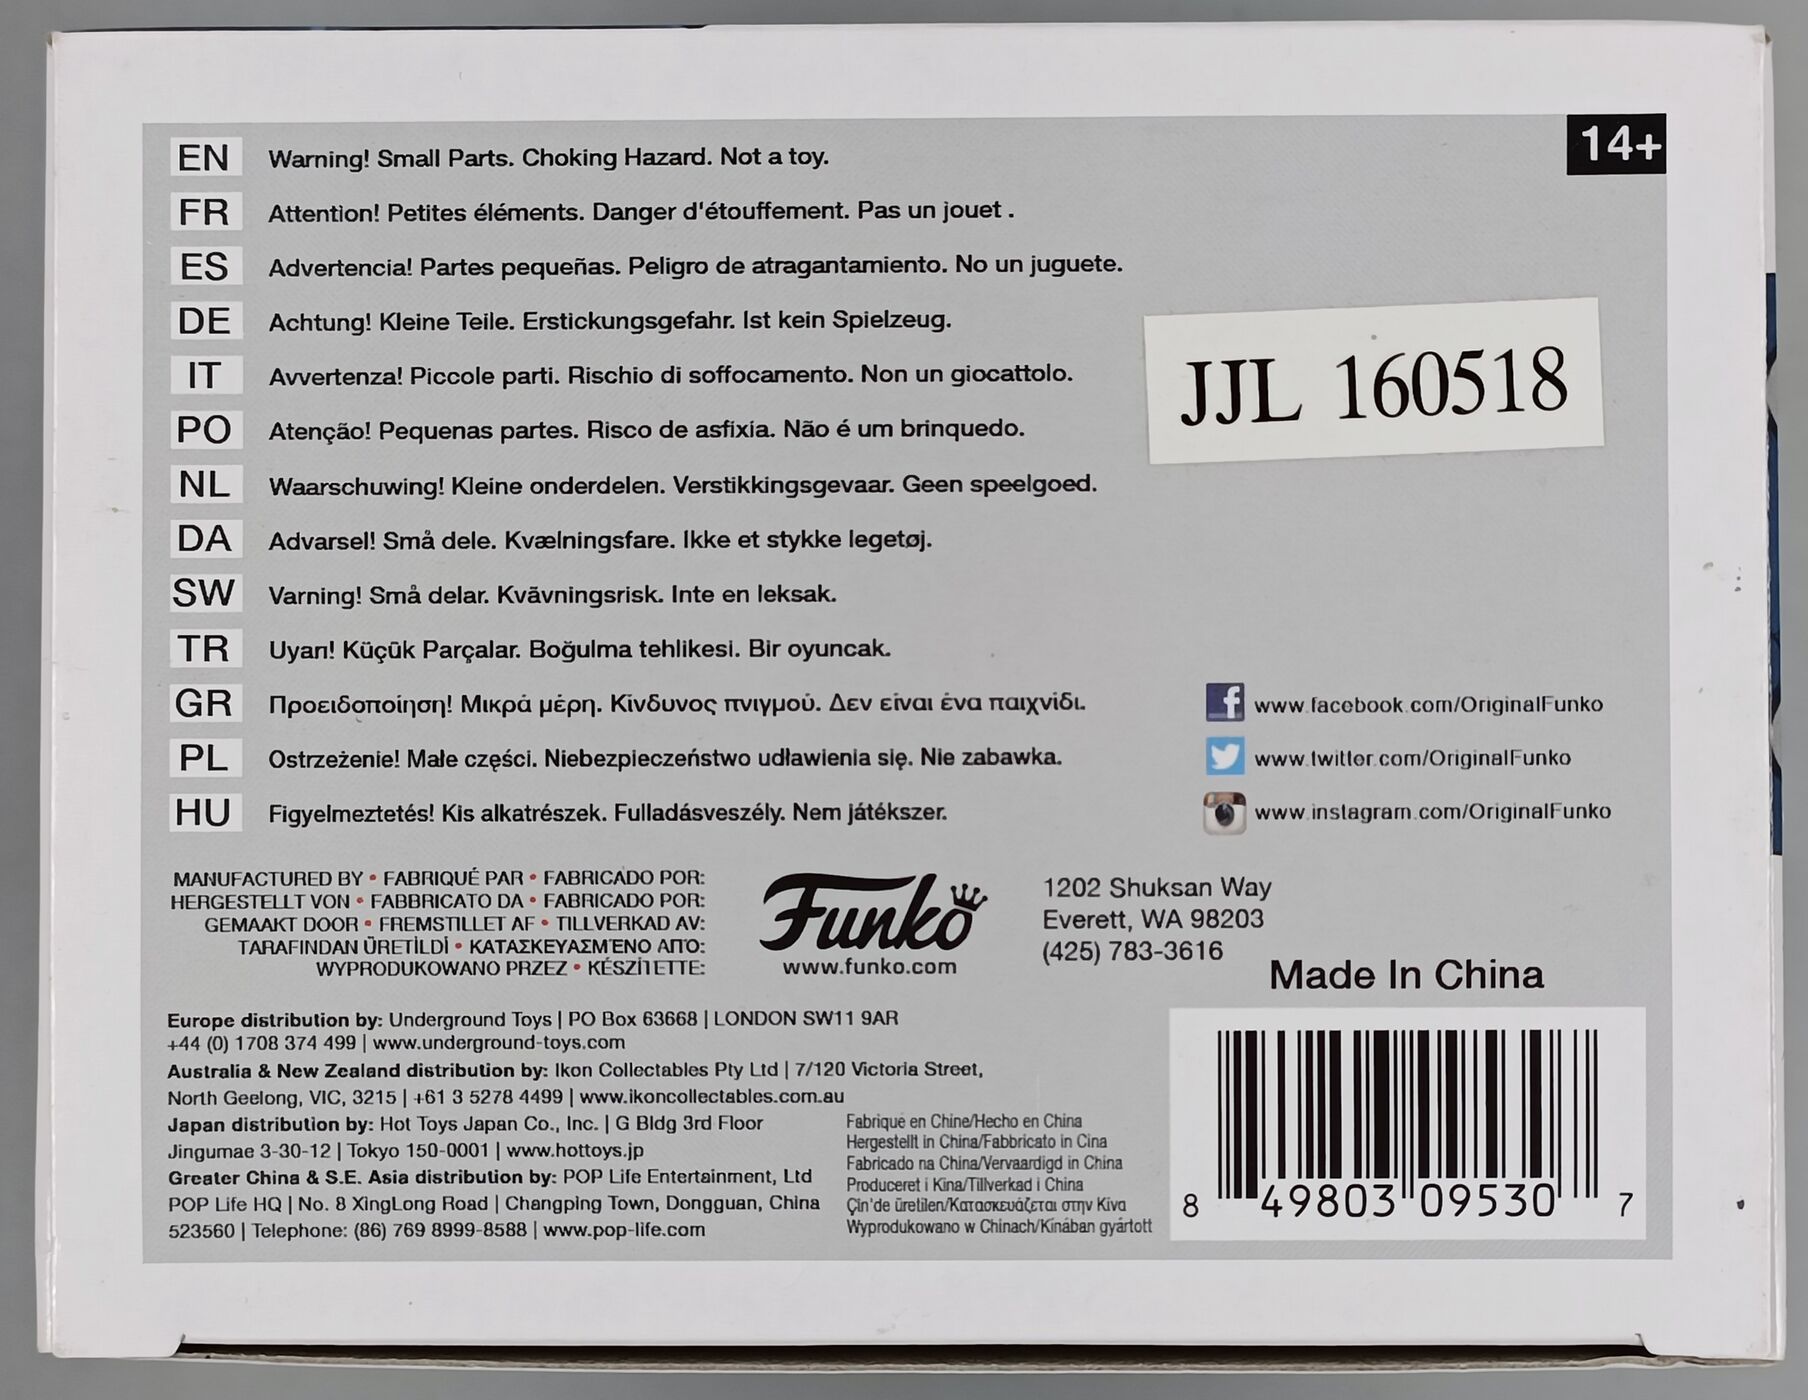 14+
EN Warning! Small Parts. Choking Hazard. Not a toy.
FR Attention! Petites éléments. Danger d'étouffement. Pas un jouet .
ES Advertencia! Partes pequeñas. Peligro de atragantamiento. No un juguete.
DE Achtung! Kleine Teile. Erstickungsgefahr. Ist kein Spielzeug.
IT Avvertenza! Piccole parti. Rischio di soffocamento. Non un giocattolo.
PO Atenção! Pequenas partes. Risco de asfixia. Não é um brinquedo.
NL Waarschuwing! Kleine onderdelen. Verstikkingsgevaar. Geen speelgoed.
DA Advarsel! Små dele. Kvælningsfare. Ikke et stykke legetøj.
SW Varning! Små delar. Kvävningsrisk. Inte en leksak.
TR Uyarı! Küçük Parçalar. Boğulma tehlikesi. Bir oyuncak.
GR Προειδοποίηση! Μικρά μέρη. Κίνδυνος πνιγμού. Δεν είναι ένα παιχνίδι.
PL Ostrzeżenie! Małe części. Niebezpieczeństwo udławienia się. Nie zabawka.
HU Figyelmeztetés! Kis alkatrészek. Fulladásveszély. Nem játékszer.
JJL 160518
www.facebook.com/OriginalFunko
www.twitter.com/OriginalFunko
www.instagram.com/OriginalFunko
MANUFACTURED BY • FABRIQUÉ PAR • FABRICADO POR:
HERGESTELLT VON • FABBRICATO DA • FABRICADO POR:
GEMAAKT DOOR • FREMSTILLET AF • TILLVERKAD AV:
TARAFINDAN ÜRETİLDİ • ΚΑΤΑΣΚΕΥΑΣΜΈΝΟ ΑΠΌ:
WYPRODUKOWANO PRZEZ • KÉSZÍTETTE:
Funko
www.funko.com
1202 Shuksan Way
Everett, WA 98203
(425) 783-3616
Made In China
Europe distribution by: Underground Toys | PO Box 63668 | LONDON SW11 9AR
+44 (0) 1708 374 499 | www.underground-toys.com
Australia & New Zealand distribution by: Ikon Collectables Pty Ltd | 7/120 Victoria Street,
North Geelong, VIC, 3215 | +61 3 5278 4499 | www.ikoncollectables.com.au
Japan distribution by: Hot Toys Japan Co., Inc. | G Bldg 3rd Floor
Jingumae 3-30-12 | Tokyo 150-0001 | www.hottoys.jp
Greater China & S.E. Asia distribution by: POP Life Entertainment, Ltd
POP Life HQ | No. 8 XingLong Road | Changping Town, Dongguan, China
523560 | Telephone: (86) 769 8999-8588 | www.pop-life.com
Fabriqué en Chine/Hecho en China
Hergestellt in China/Fabbricato in Cina
Fabricado na China/Vervaardigd in China
Produceret i Kina/Tillverkad i China
Çin'de üretilen/Κατασκευάζεται στην Κίνα
Wyprodukowano w Chinach/Kínában gyártott
8 49803 09530 7